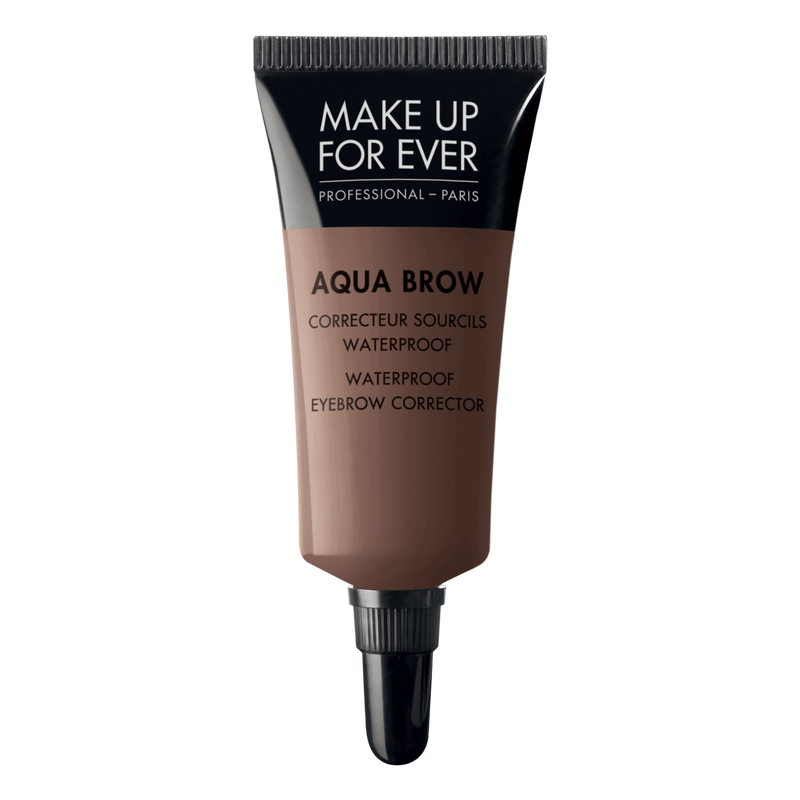 MAKE UP
FOR EVER
PROFESSIONAL – PARIS
AQUA BROW
CORRECTEUR SOURCILS
WATERPROOF
WATERPROOF
EYEBROW CORRECTOR